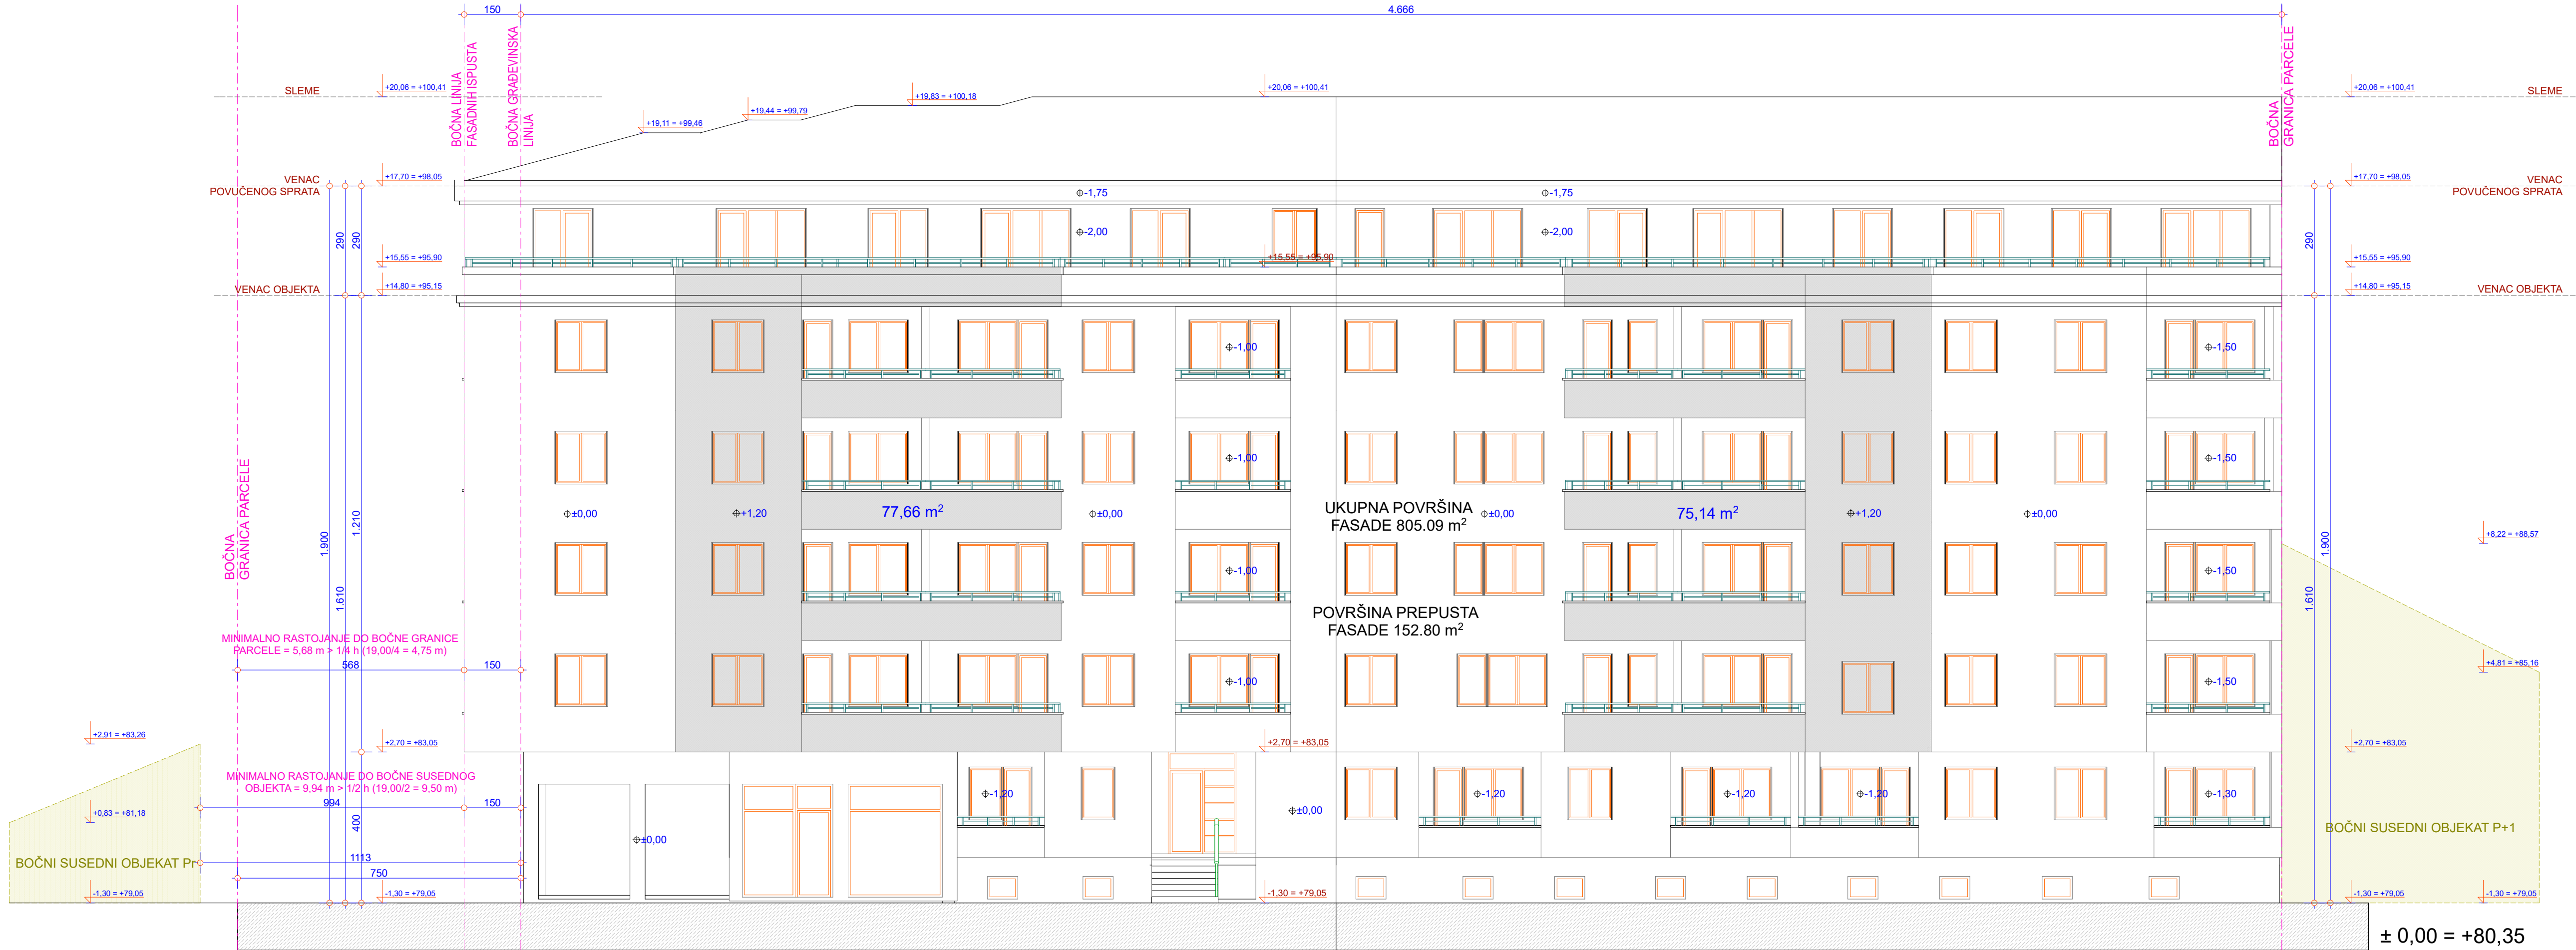 150
4.666
BOČNA LINIJA
FASADNIH ISPUSTA
BOČNA GRAĐEVINSKA
LINIJA
BOČNA
GRANICA PARCELE
SLEME
+20,06 = +100,41
+20,06 = +100,41
+20,06 = +100,41
SLEME
+19,83 = +100,18
+19,44 = +99,79
+19,11 = +99,46
VENAC
POVUČENOG SPRATA
+17,70 = +98,05
-1,75
-1,75
+17,70 = +98,05
VENAC
POVUČENOG SPRATA
290
290
-2,00
-2,00
290
+15,55 = +95,90
+15,55 = +95,90
+15,55 = +95,90
VENAC OBJEKTA
+14,80 = +95,15
+14,80 = +95,15
VENAC OBJEKTA
-1,00
-1,50
-1,00
-1,50
BOČNA
GRANICA PARCELE
1.900
1.610
1.210
±0,00
+1,20
77,66 m²
±0,00
UKUPNA POVRŠINA
FASADE 805.09 m²
±0,00
75,14 m²
+1,20
±0,00
+8,22 = +88,57
1.900
1.610
-1,00
-1,50
POVRŠINA PREPUSTA
FASADE 152.80 m²
MINIMALNO RASTOJANJE DO BOČNE GRANICE
PARCELE = 5,68 m > 1/4 h (19,00/4 = 4,75 m)
568
150
-1,00
-1,50
+4,81 = +85,16
+2,91 = +83,26
+2,70 = +83,05
+2,70 = +83,05
+2,70 = +83,05
MINIMALNO RASTOJANJE DO BOČNE SUSEDNOG
OBJEKTA = 9,94 m > 1/2 h (19,00/2 = 9,50 m)
994
150
+0,83 = +81,18
400
-1,20
±0,00
-1,20
-1,20
-1,20
-1,30
±0,00
BOČNI SUSEDNI OBJEKAT P+1
BOČNI SUSEDNI OBJEKAT Pr
1113
750
-1,30 = +79,05
-1,30 = +79,05
-1,30 = +79,05
-1,30 = +79,05
-1,30 = +79,05
± 0,00 = +80,35